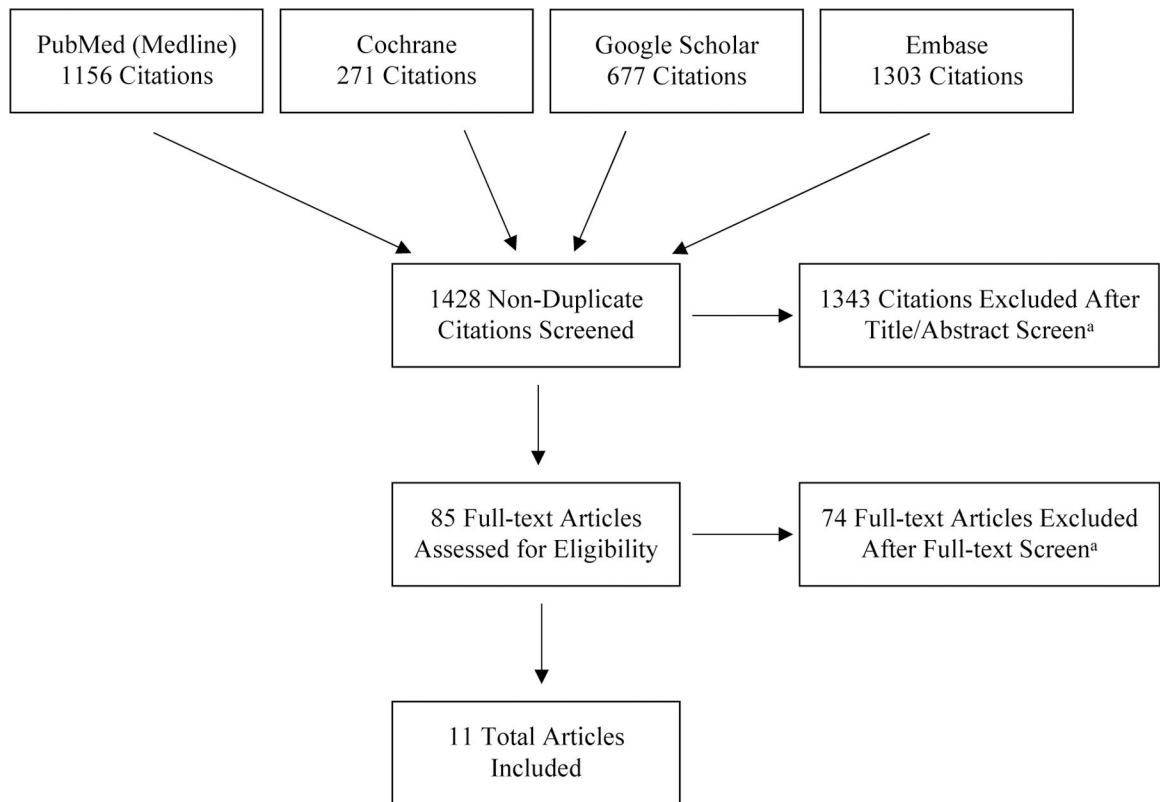 PubMed (Medline)
1156 Citations
Cochrane
271 Citations
Google Scholar
677 Citations
Embase
1303 Citations
1428 Non-Duplicate
Citations Screened
1343 Citations Excluded After
Title/Abstract Screenᵃ
85 Full-text Articles
Assessed for Eligibility
74 Full-text Articles Excluded
After Full-text Screenᵃ
11 Total Articles
Included